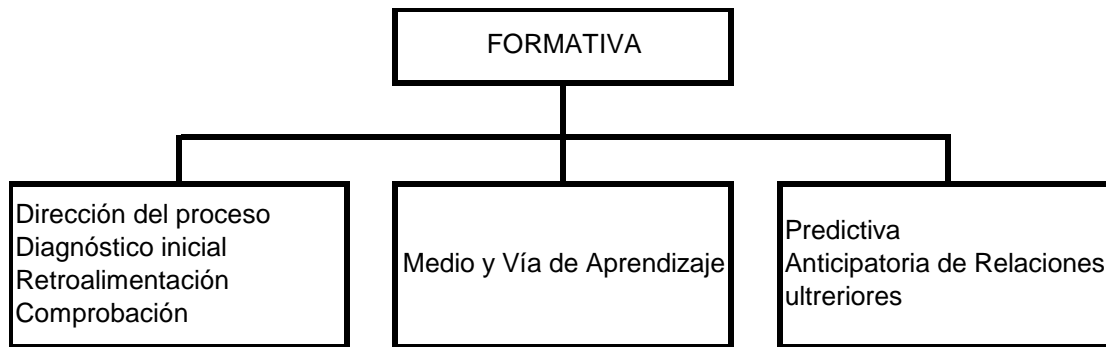 FORMATIVA
Dirección del proceso
Diagnóstico inicial
Retroalimentación
Comprobación
Medio y Vía de Aprendizaje
Predictiva
Anticipatoria de Relaciones
ultreriores